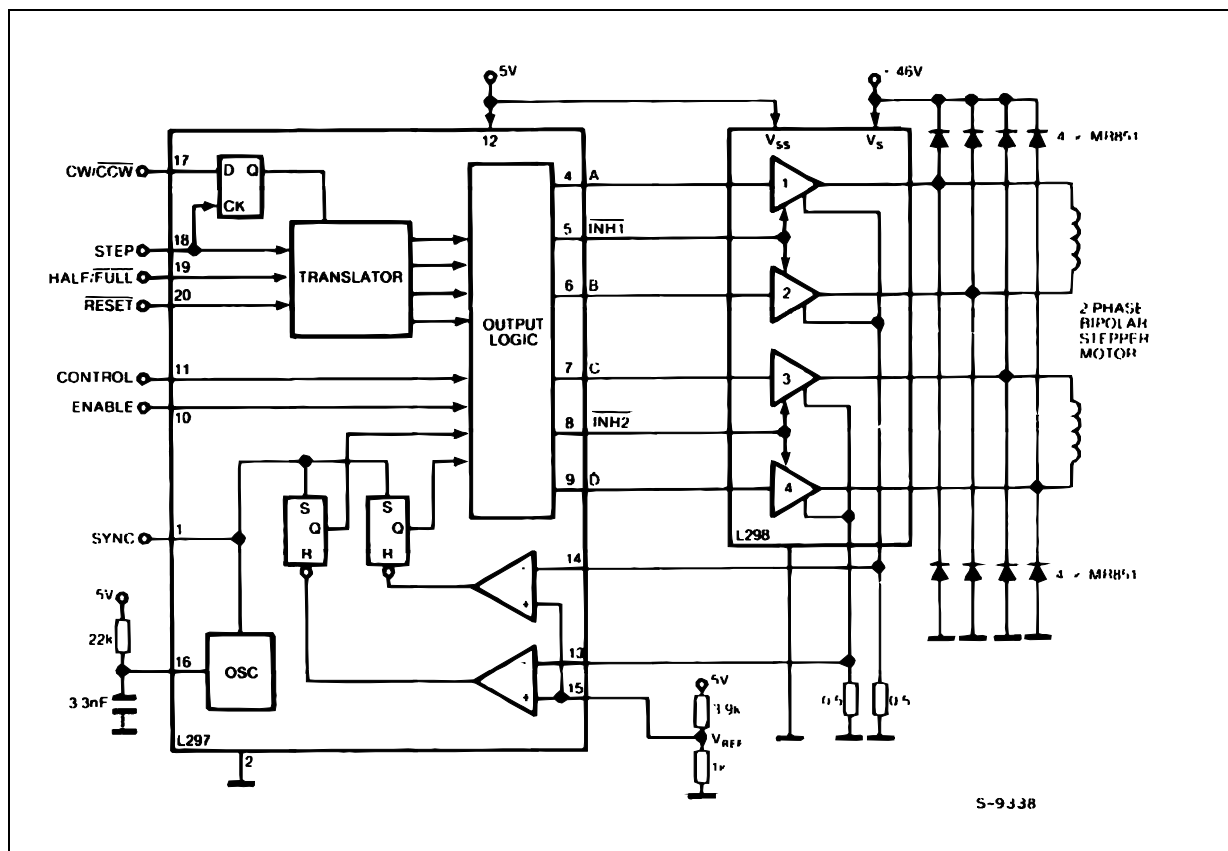 5V
- 46V
12
VSS
VS
4 x MR851
CW/CCW
17
D Q
CK
4 A
1
5 INH1
STEP
18
HALF/FULL
19
TRANSLATOR
RESET
20
6 B
2
OUTPUT
LOGIC
2 PHASE
BIPOLAR
STEPPER
MOTOR
CONTROL
11
7 C
3
ENABLE
10
8 INH2
9 D
4
S
Q
R
S
Q
R
L298
SYNC
1
14
-
+
4 x MR851
5V
22k
16
OSC
13
-
+
15
5V
3.9k
VREF
1k
0.5
0.5
3.3nF
L297
2
S-9338